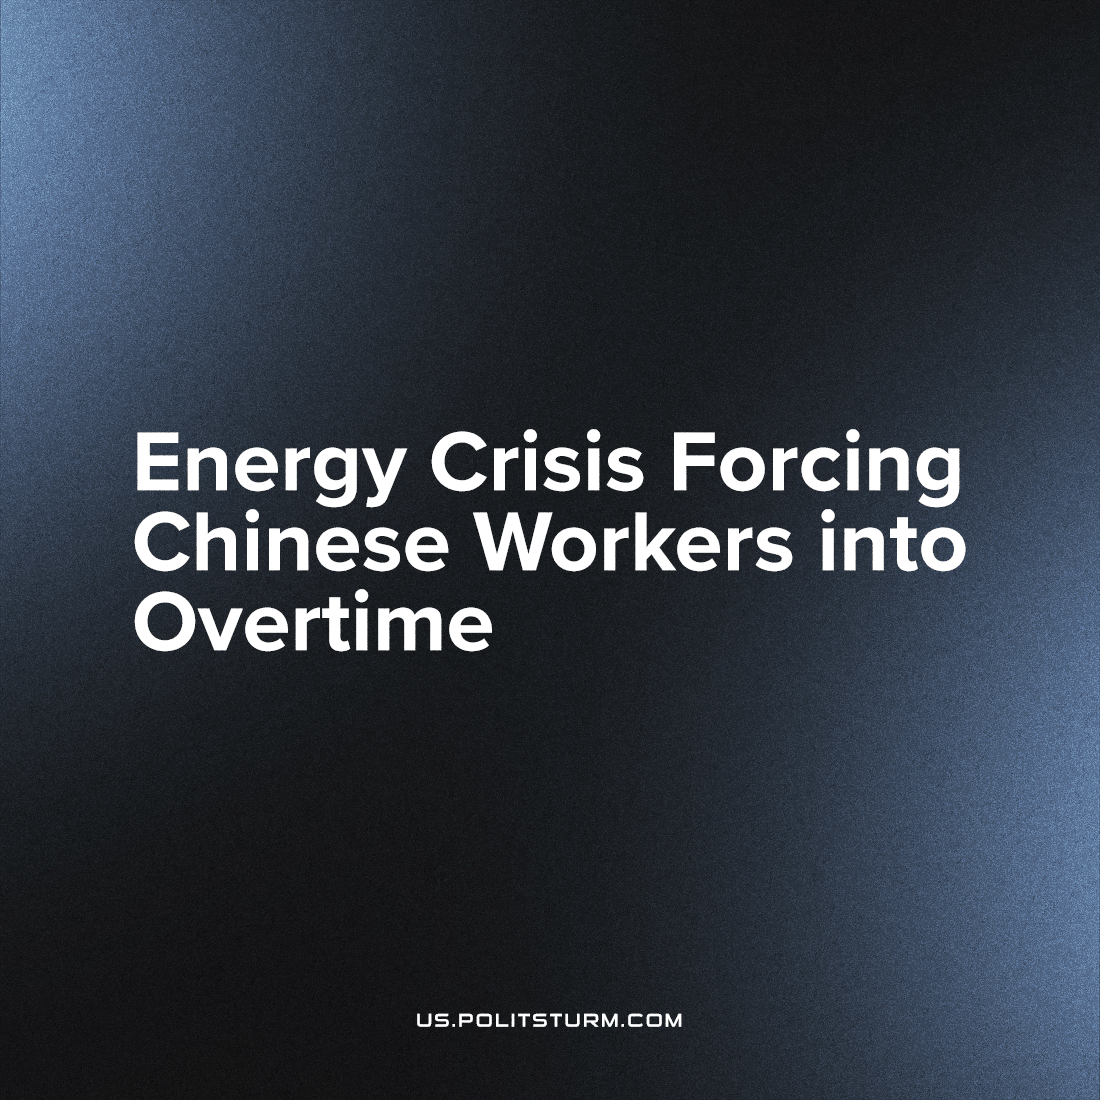 Energy Crisis Forcing
Chinese Workers into
Overtime
US.POLITSTURM.COM